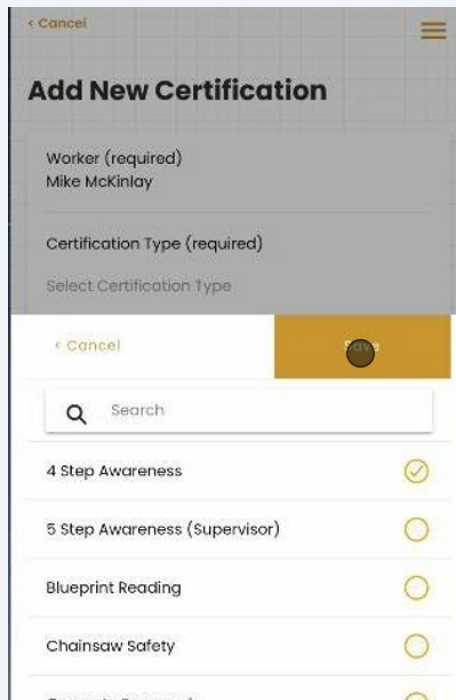 < Cancel
Add New Certification
Worker (required)
Mike McKinlay
Certification Type (required)
Select Certification Type
< Cancel
Save
Search
4 Step Awareness
5 Step Awareness (Supervisor)
Blueprint Reading
Chainsaw Safety